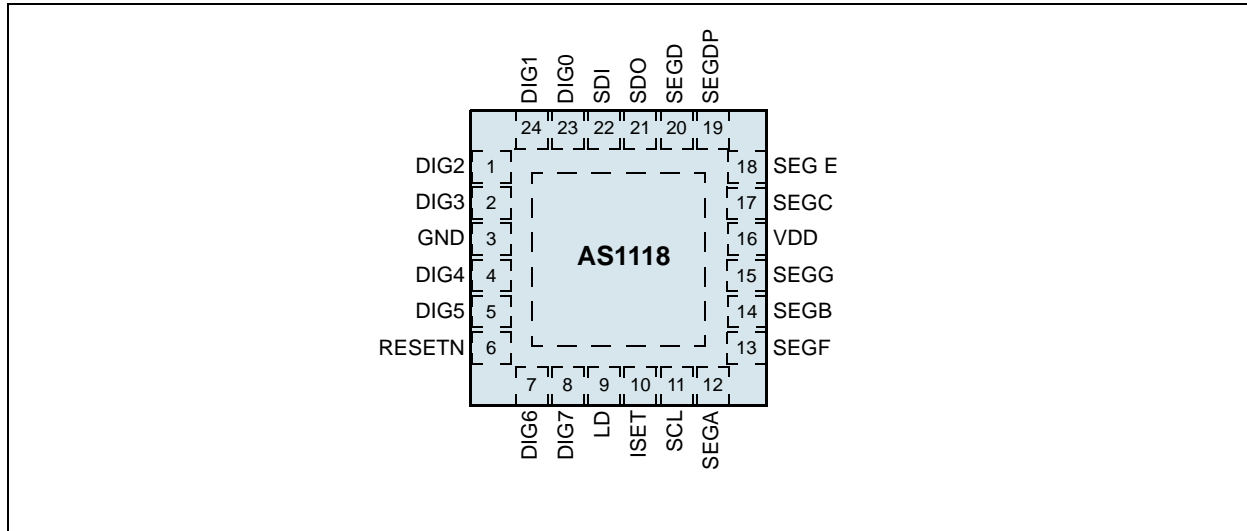 DIG1 DIG0 SDI SDO SEGD SEGDP
24 23 22 21 20 19
DIG2 1 18 SEG E
DIG3 2 17 SEGC
GND 3 16 VDD
AS1118
DIG4 4 15 SEGG
DIG5 5 14 SEGB
RESETN 6 13 SEGF
7 8 9 10 11 12
DIG6 DIG7 LD ISET SCL SEGA